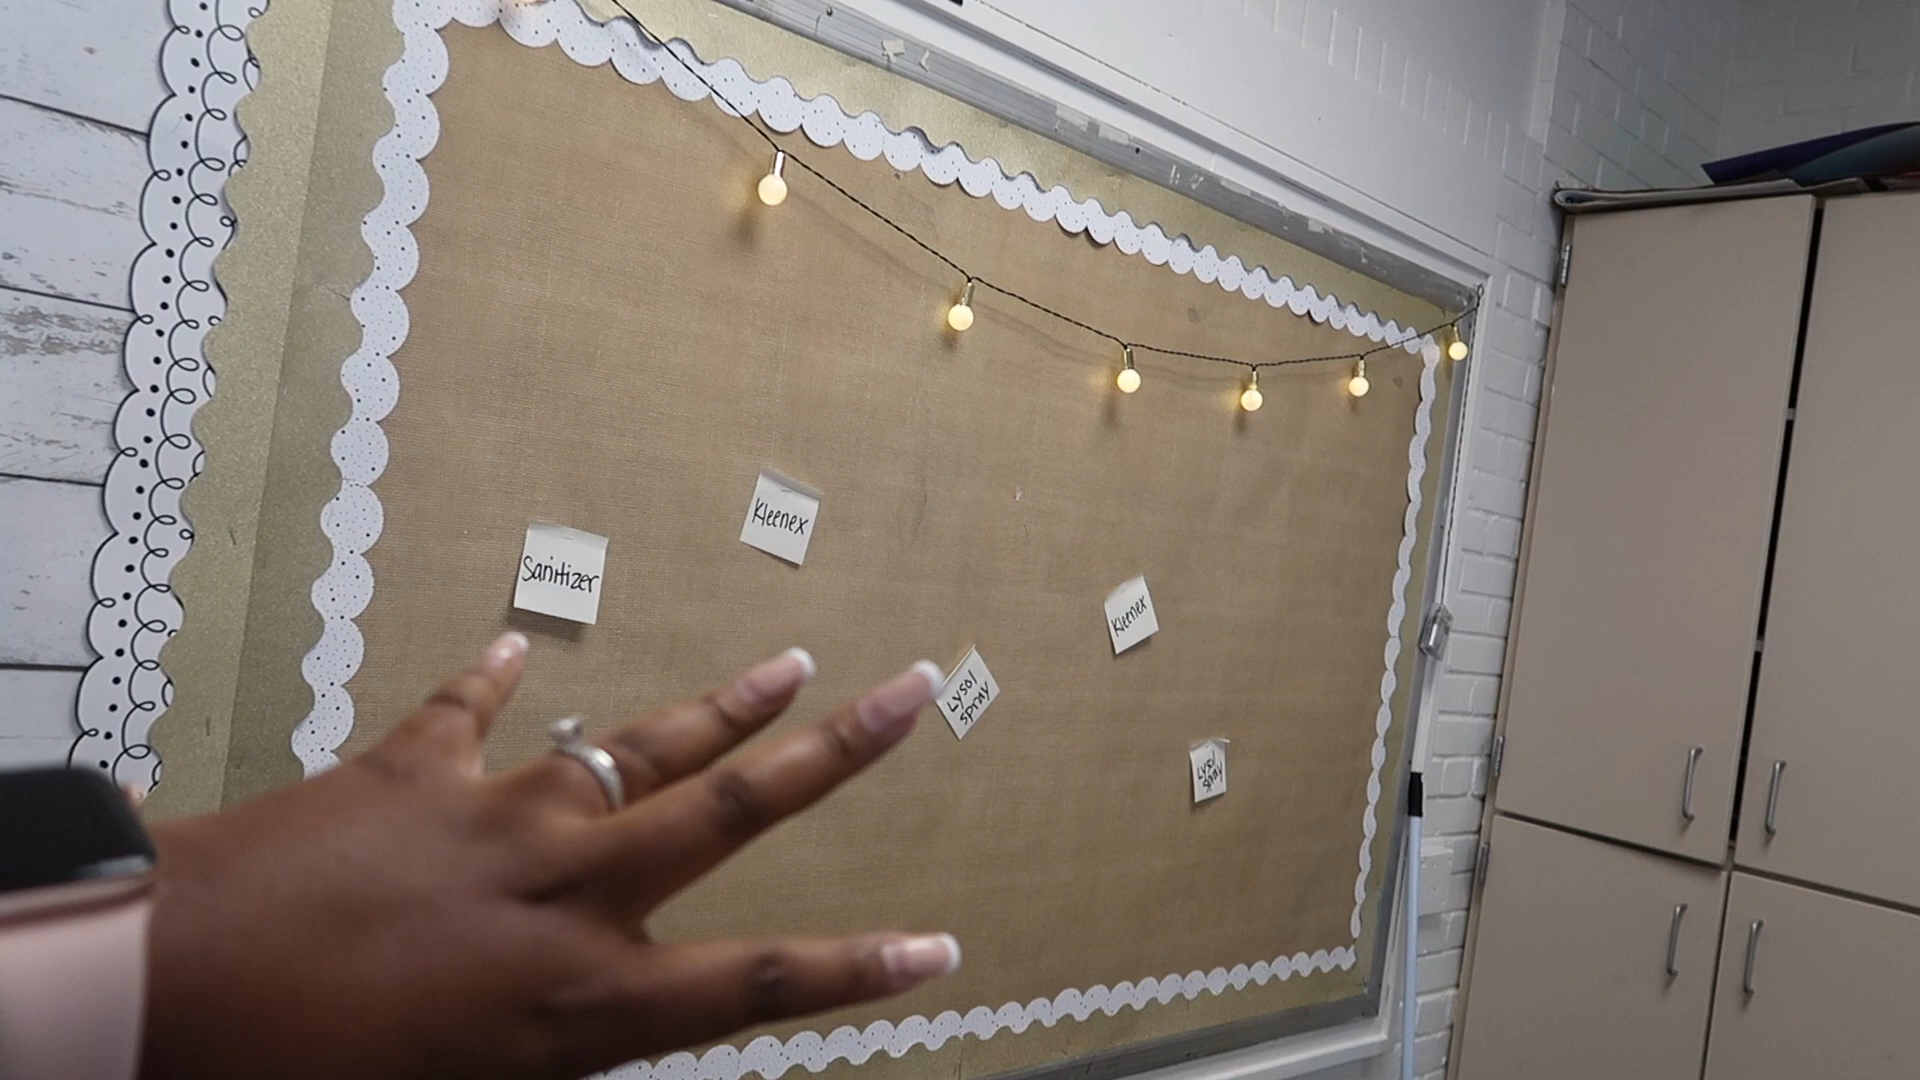 Sanitizer
Kleenex
Lysol
spray
Kleenex
Lysol
spray